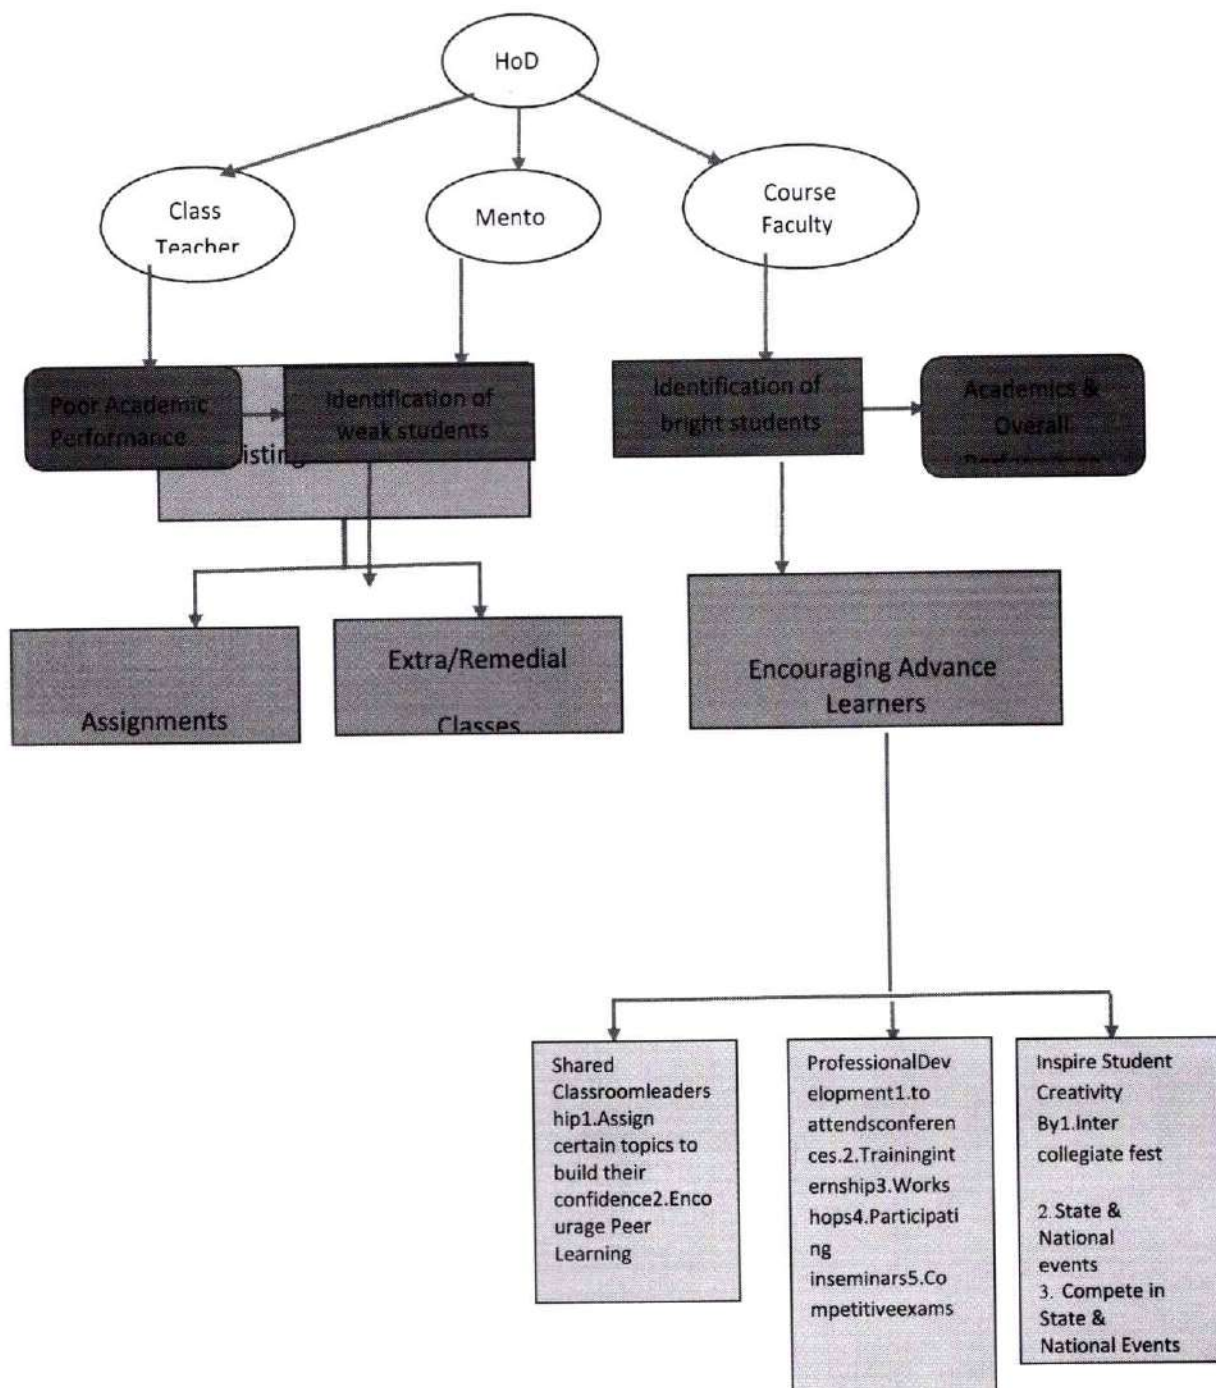 HoD
Class
Teacher
Mento
Course
Faculty
Poor Academic
Performance
Identification of
weak students
isting
Identification of
bright students
Academics &
Overall
Assignments
Extra/Remedial
Classes
Encouraging Advance
Learners
Shared
Classroomleaders
hip1.Assign
certain topics to
build their
confidence2.Enco
urage Peer
Learning
ProfessionalDev
elopment1.to
attendsconferen
ces.2.Trainingint
ernship3.Works
hops4.Participati
ng
inseminars5.Co
mpetitiveexams
Inspire Student
Creativity
By1.Inter
collegiate fest
2. State &
National
events
3. Compete in
State &
National Events